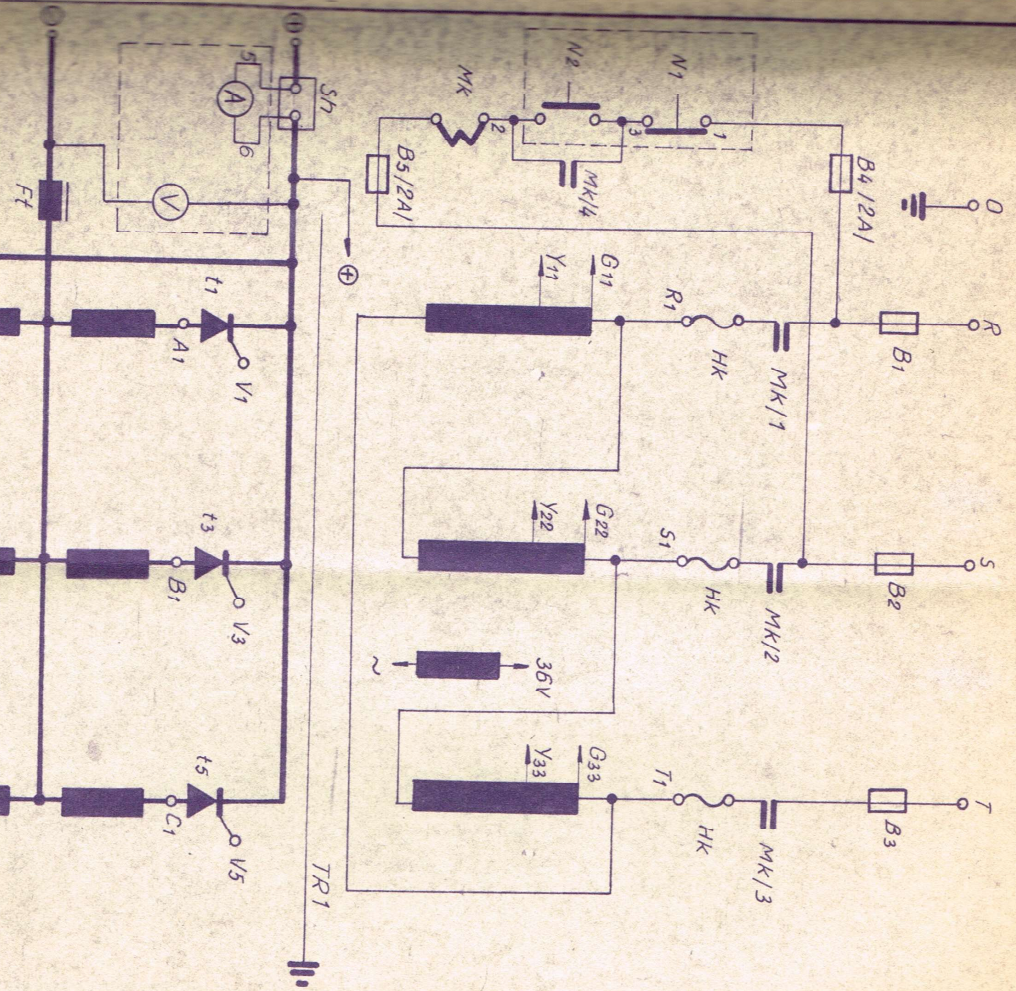 O
R
S
T
B1
B2
B3
B4/2A/
MK/1
MK/2
MK/3
N1
N2
1
3
2
MK/4
MK
B5/2A/
HK
HK
HK
R1
S1
T1
G11
Y11
G22
Y22
G33
Y33
36V
~
+
TR1
+
Sh
5
A
6
V
Ft
t1
V1
A1
t3
V3
B1
t5
V5
C1